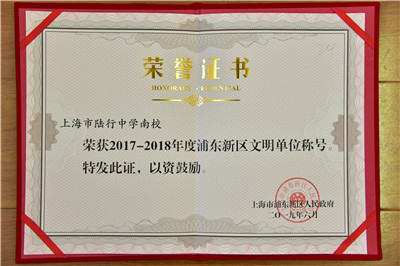 荣誉证书
HONORARY CREDENTIAL
上海市陆行中学南校
荣获2017-2018年度浦东新区文明单位称号。
特发此证，以资鼓励。
上海市浦东新区人民政府
二〇一九年六月